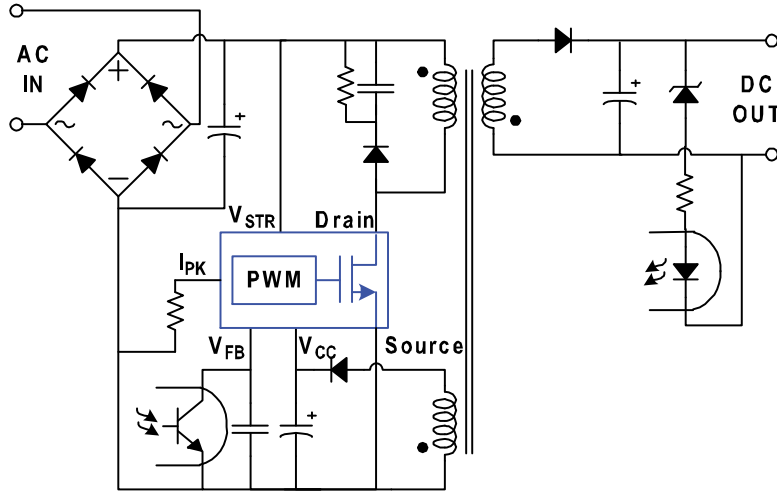 AC
IN
+
~
~
−
+
+
DC
OUT
VSTR
Drain
IPK
PWM
VFB
VCC
Source
+